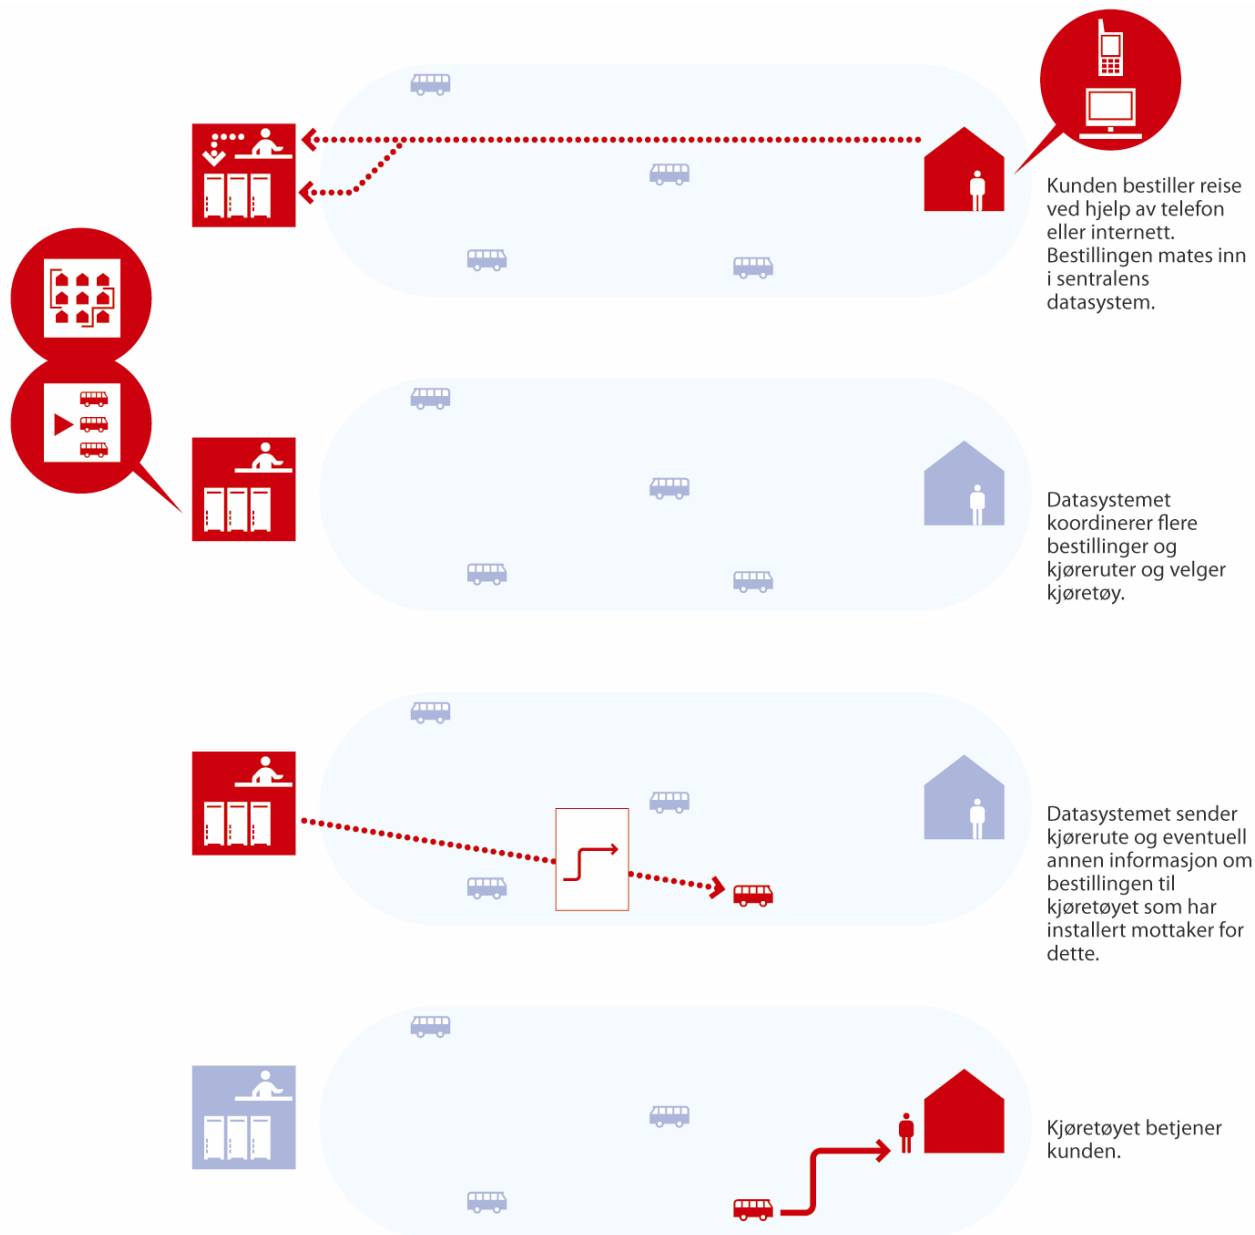 Kunden bestiller reise
ved hjelp av telefon
eller internett.
Bestillingen mates inn
i sentralens
datasystem.
Datasystemet
koordinerer flere
bestillinger og
kjøreruter og velger
kjøretøy.
Datasystemet sender
kjørerute og eventuell
annen informasjon om
bestillingen til
kjøretøyet som har
installert mottaker for
dette.
Kjøretøyet betjener
kunden.